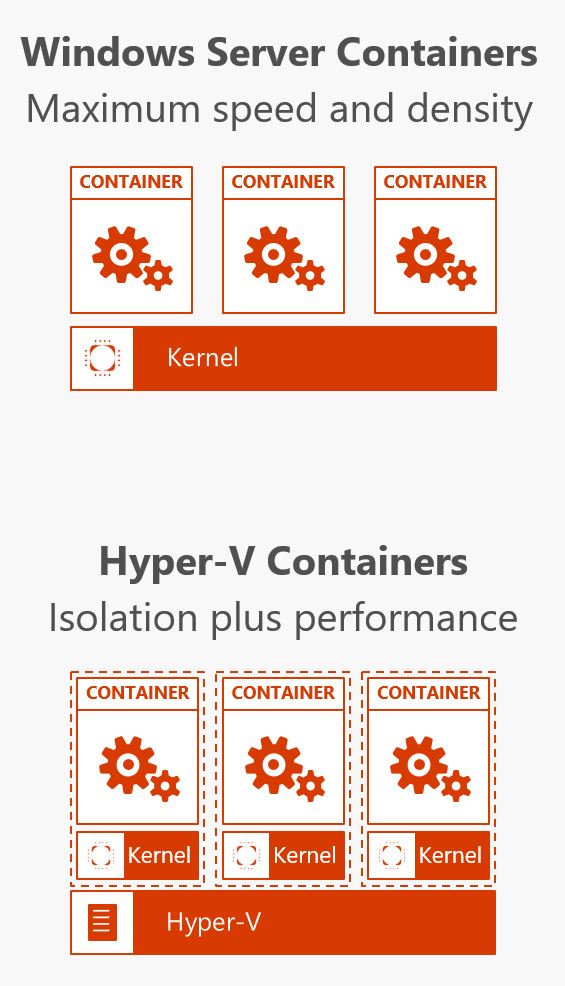 Windows Server Containers
Maximum speed and density
CONTAINER CONTAINER CONTAINER
Kernel
Hyper-V Containers
Isolation plus performance
CONTAINER CONTAINER CONTAINER
Kernel Kernel Kernel
Hyper-V